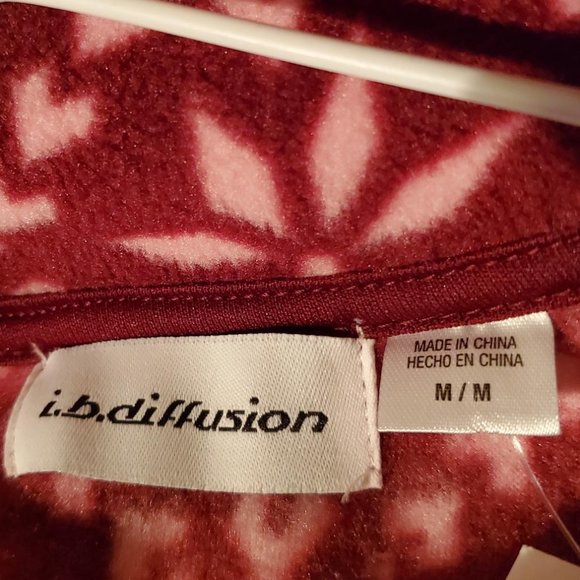 i.b.diffusion
MADE IN CHINA
HECHO EN CHINA
M / M